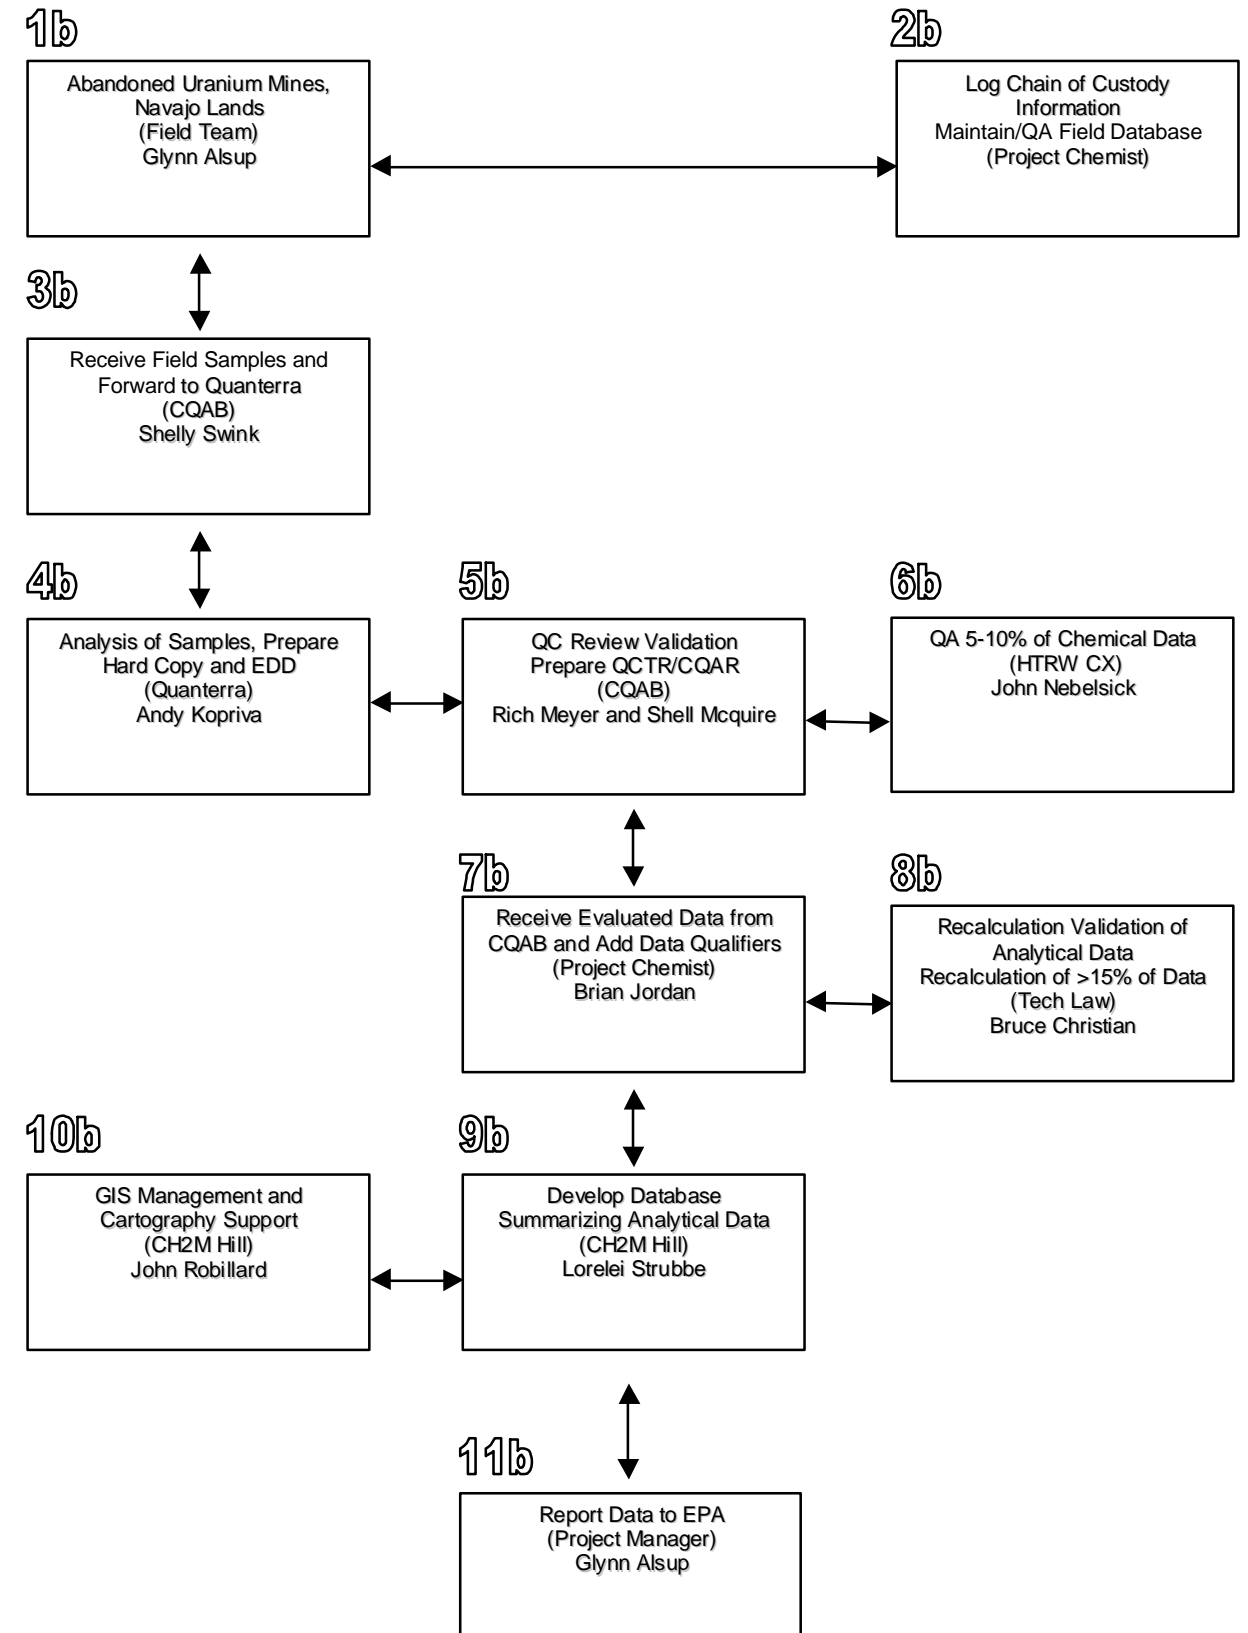 1b
Abandoned Uranium Mines,
Navajo Lands
(Field Team)
Glynn Alsup
2b
Log Chain of Custody
Information
Maintain/QA Field Database
(Project Chemist)
3b
Receive Field Samples and
Forward to Quanterra
(CQAB)
Shelly Swink
4b
Analysis of Samples, Prepare
Hard Copy and EDD
(Quanterra)
Andy Kopriva
5b
QC Review Validation
Prepare QCTR/CQAR
(CQAB)
Rich Meyer and Shell Mcquire
6b
QA 5-10% of Chemical Data
(HTRW CX)
John Nebelsick
7b
Receive Evaluated Data from
CQAB and Add Data Qualifiers
(Project Chemist)
Brian Jordan
8b
Recalculation Validation of
Analytical Data
Recalculation of >15% of Data
(Tech Law)
Bruce Christian
10b
GIS Management and
Cartography Support
(CH2M Hill)
John Robillard
9b
Develop Database
Summarizing Analytical Data
(CH2M Hill)
Lorelei Strubbe
11b
Report Data to EPA
(Project Manager)
Glynn Alsup